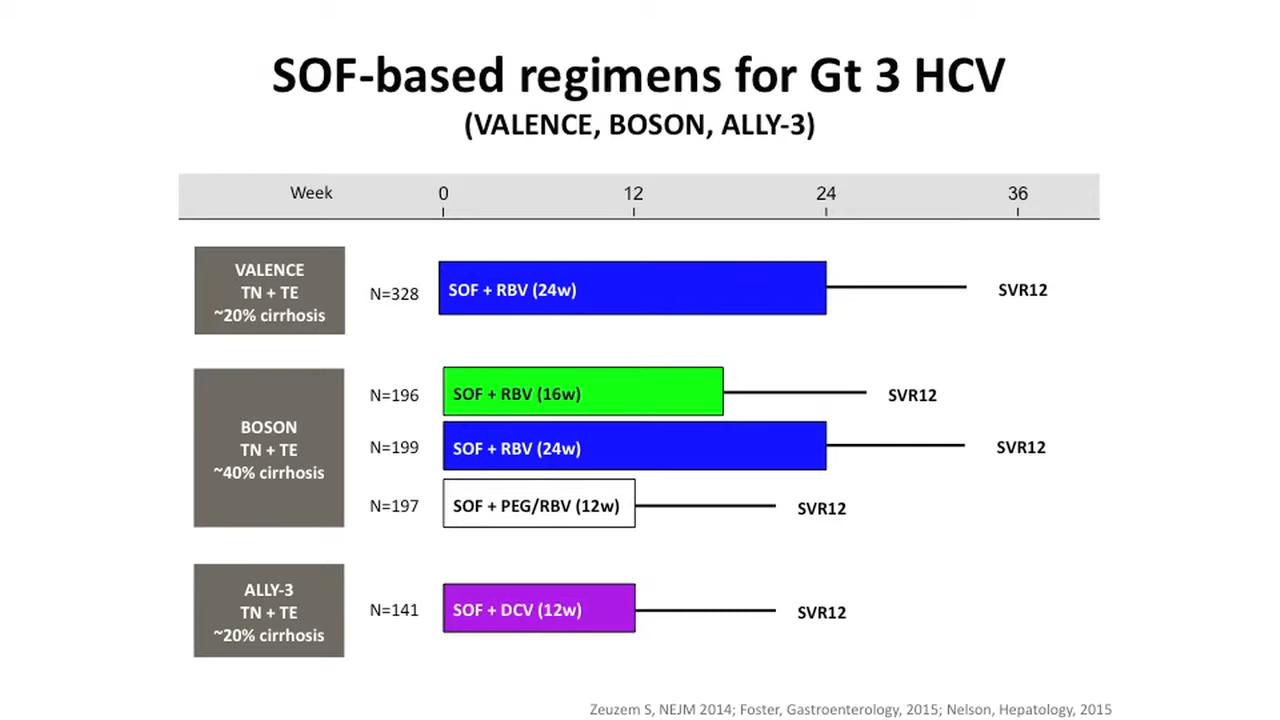 SOF-based regimens for Gt 3 HCV
(VALENCE, BOSON, ALLY-3)
Week 0 12 24 36
VALENCE
TN + TE
~20% cirrhosis
N=328 SOF + RBV (24w) SVR12
BOSON
TN + TE
~40% cirrhosis
N=196 SOF + RBV (16w) SVR12
N=199 SOF + RBV (24w) SVR12
N=197 SOF + PEG/RBV (12w) SVR12
ALLY-3
TN + TE
~20% cirrhosis
N=141 SOF + DCV (12w) SVR12
Zeuzem S, NEJM 2014; Foster, Gastroenterology, 2015; Nelson, Hepatology, 2015